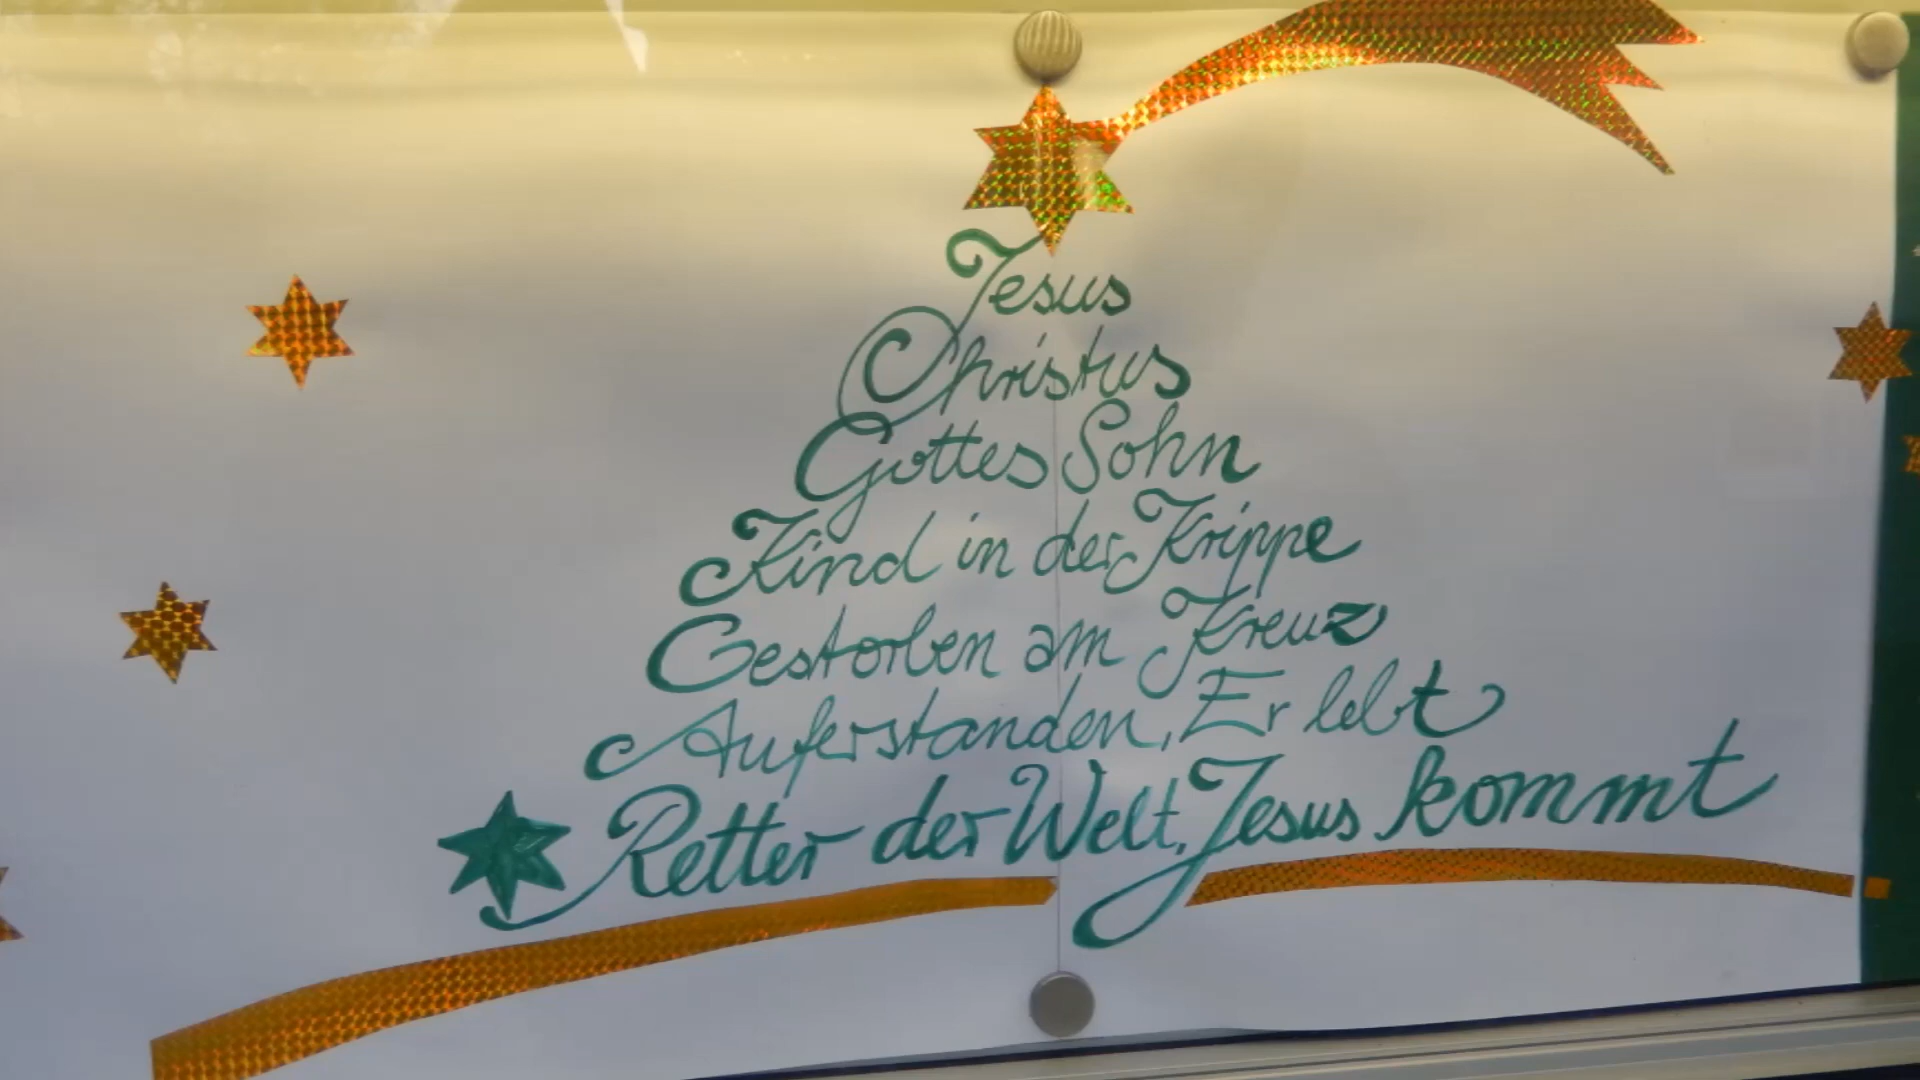 Jesus
Christus
Gottes Sohn
Kind in der Krippe
Gestorben am Kreuz
Auferstanden, Er lebt
Retter der Welt, Jesus kommt